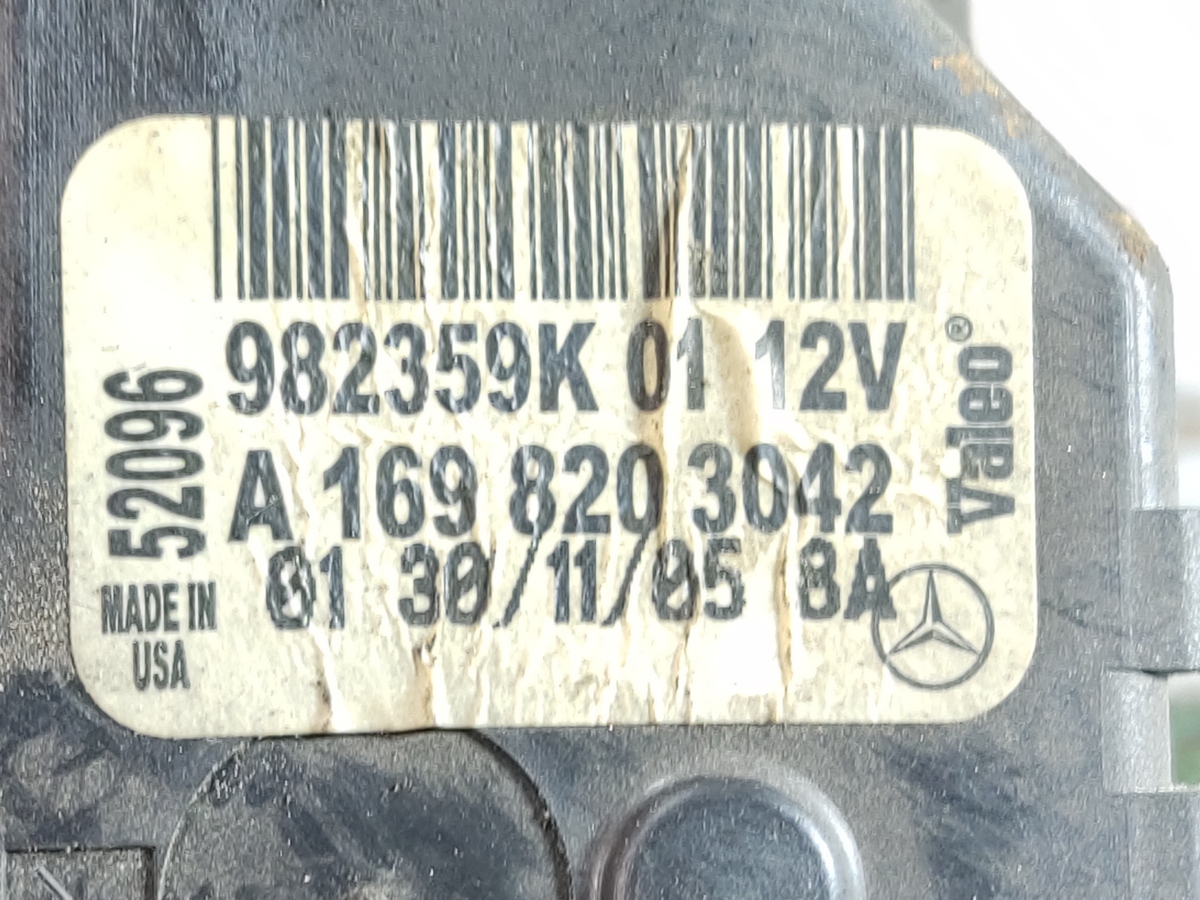 982359K 01 12V
A 169 820 3042
01 30/11/05 8A
52096
MADE IN
USA
Valeo®